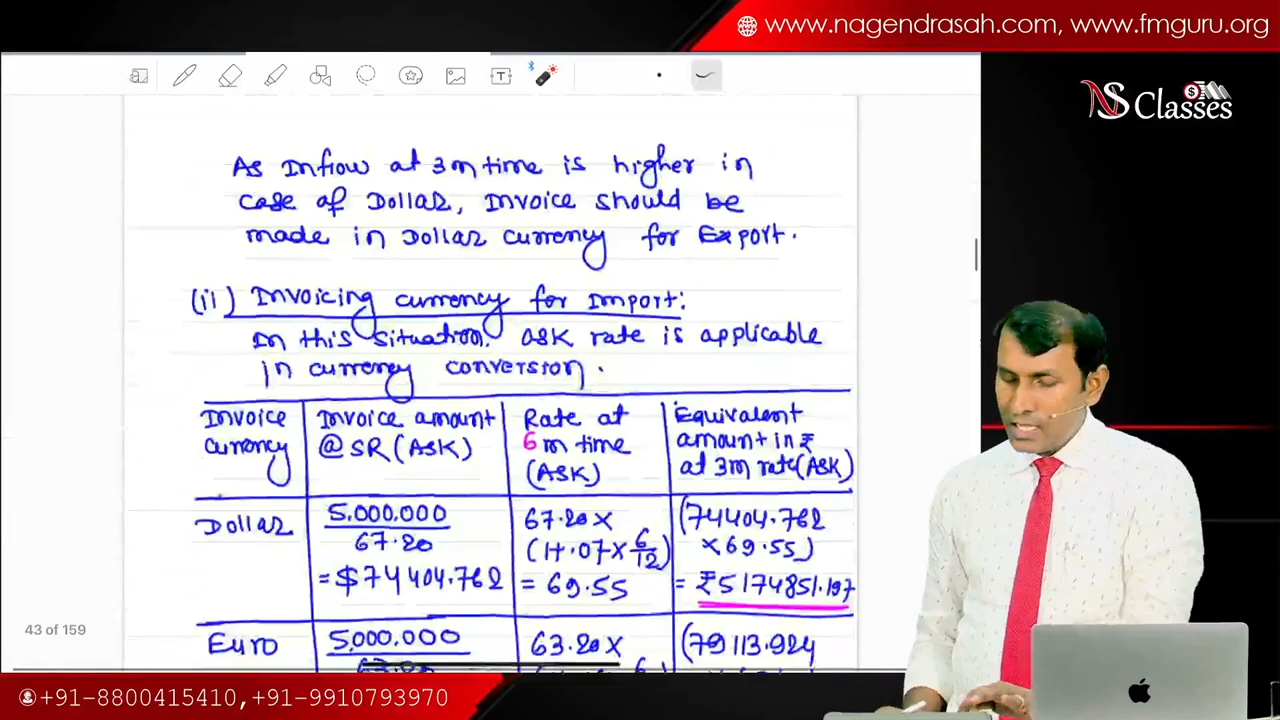 www.nagendrasah.com, www.fmguru.org
NS Classes
As Inflow at 3m time is higher in
case of Dollar, Invoice should be
made in Dollar currency for Export.
(ii) Invoicing currency for Import:
In this situation, ASK rate is applicable
in currency conversion.
Invoice currency
Invoice amount @ SR (ASK)
Rate at 6m time (ASK)
Equivalent amount in ₹ at 3m rate (ASK)
Dollar
5,000,000
67.20
= $74404.762
67.20 ×
(1+.07 × 6/12)
= 69.55
(74404.762
× 69.55)
= ₹5174851.197
43 of 159
Euro
5,000,000
63.20
63.20 ×
(79113.924
+91-8800415410,+91-9910793970